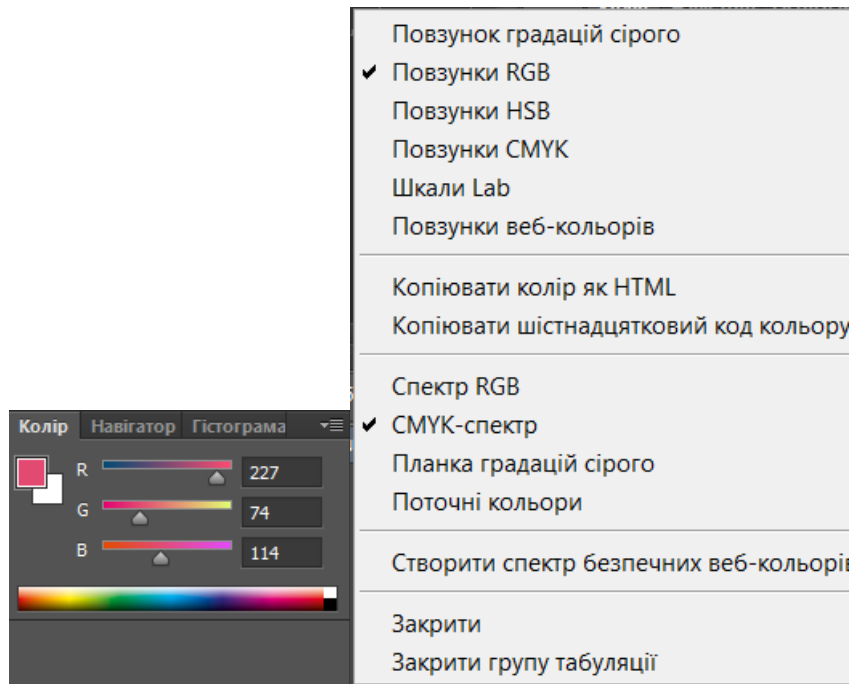 Повзунок градацій сірого
Повзунки RGB
Повзунки HSB
Повзунки CMYK
Шкали Lab
Повзунки веб-кольорів
Копіювати колір як HTML
Копіювати шістнадцятковий код кольору
Спектр RGB
CMYK-спектр
Планка градацій сірого
Поточні кольори
Створити спектр безпечних веб-кольорів
Закрити
Закрити групу табуляції
Колір Навігатор Гістограма
R 227
G 74
B 114